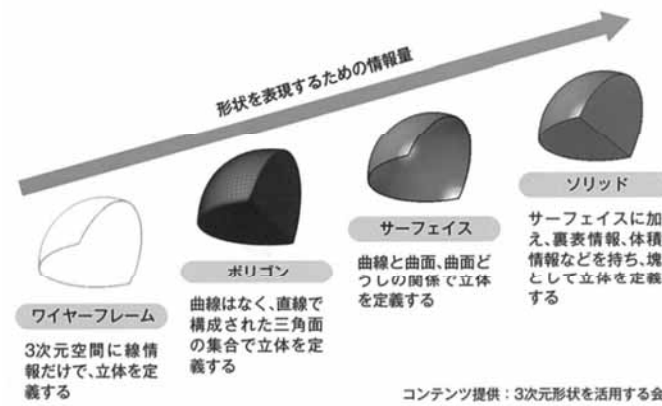 形状を表現するための情報量
ワイヤーフレーム
3次元空間に線情
報だけで、立体を定
義する
ポリゴン
曲線はなく、直線で
構成された三角面
の集合で立体を定
義する
サーフェイス
曲線と曲面、曲面ど
うしの関係で立体
を定義する
ソリッド
サーフェイスに加
え、裏表情報、体積
情報などを持ち、塊
として立体を定義
する
コンテンツ提供：3次元形状を活用する会